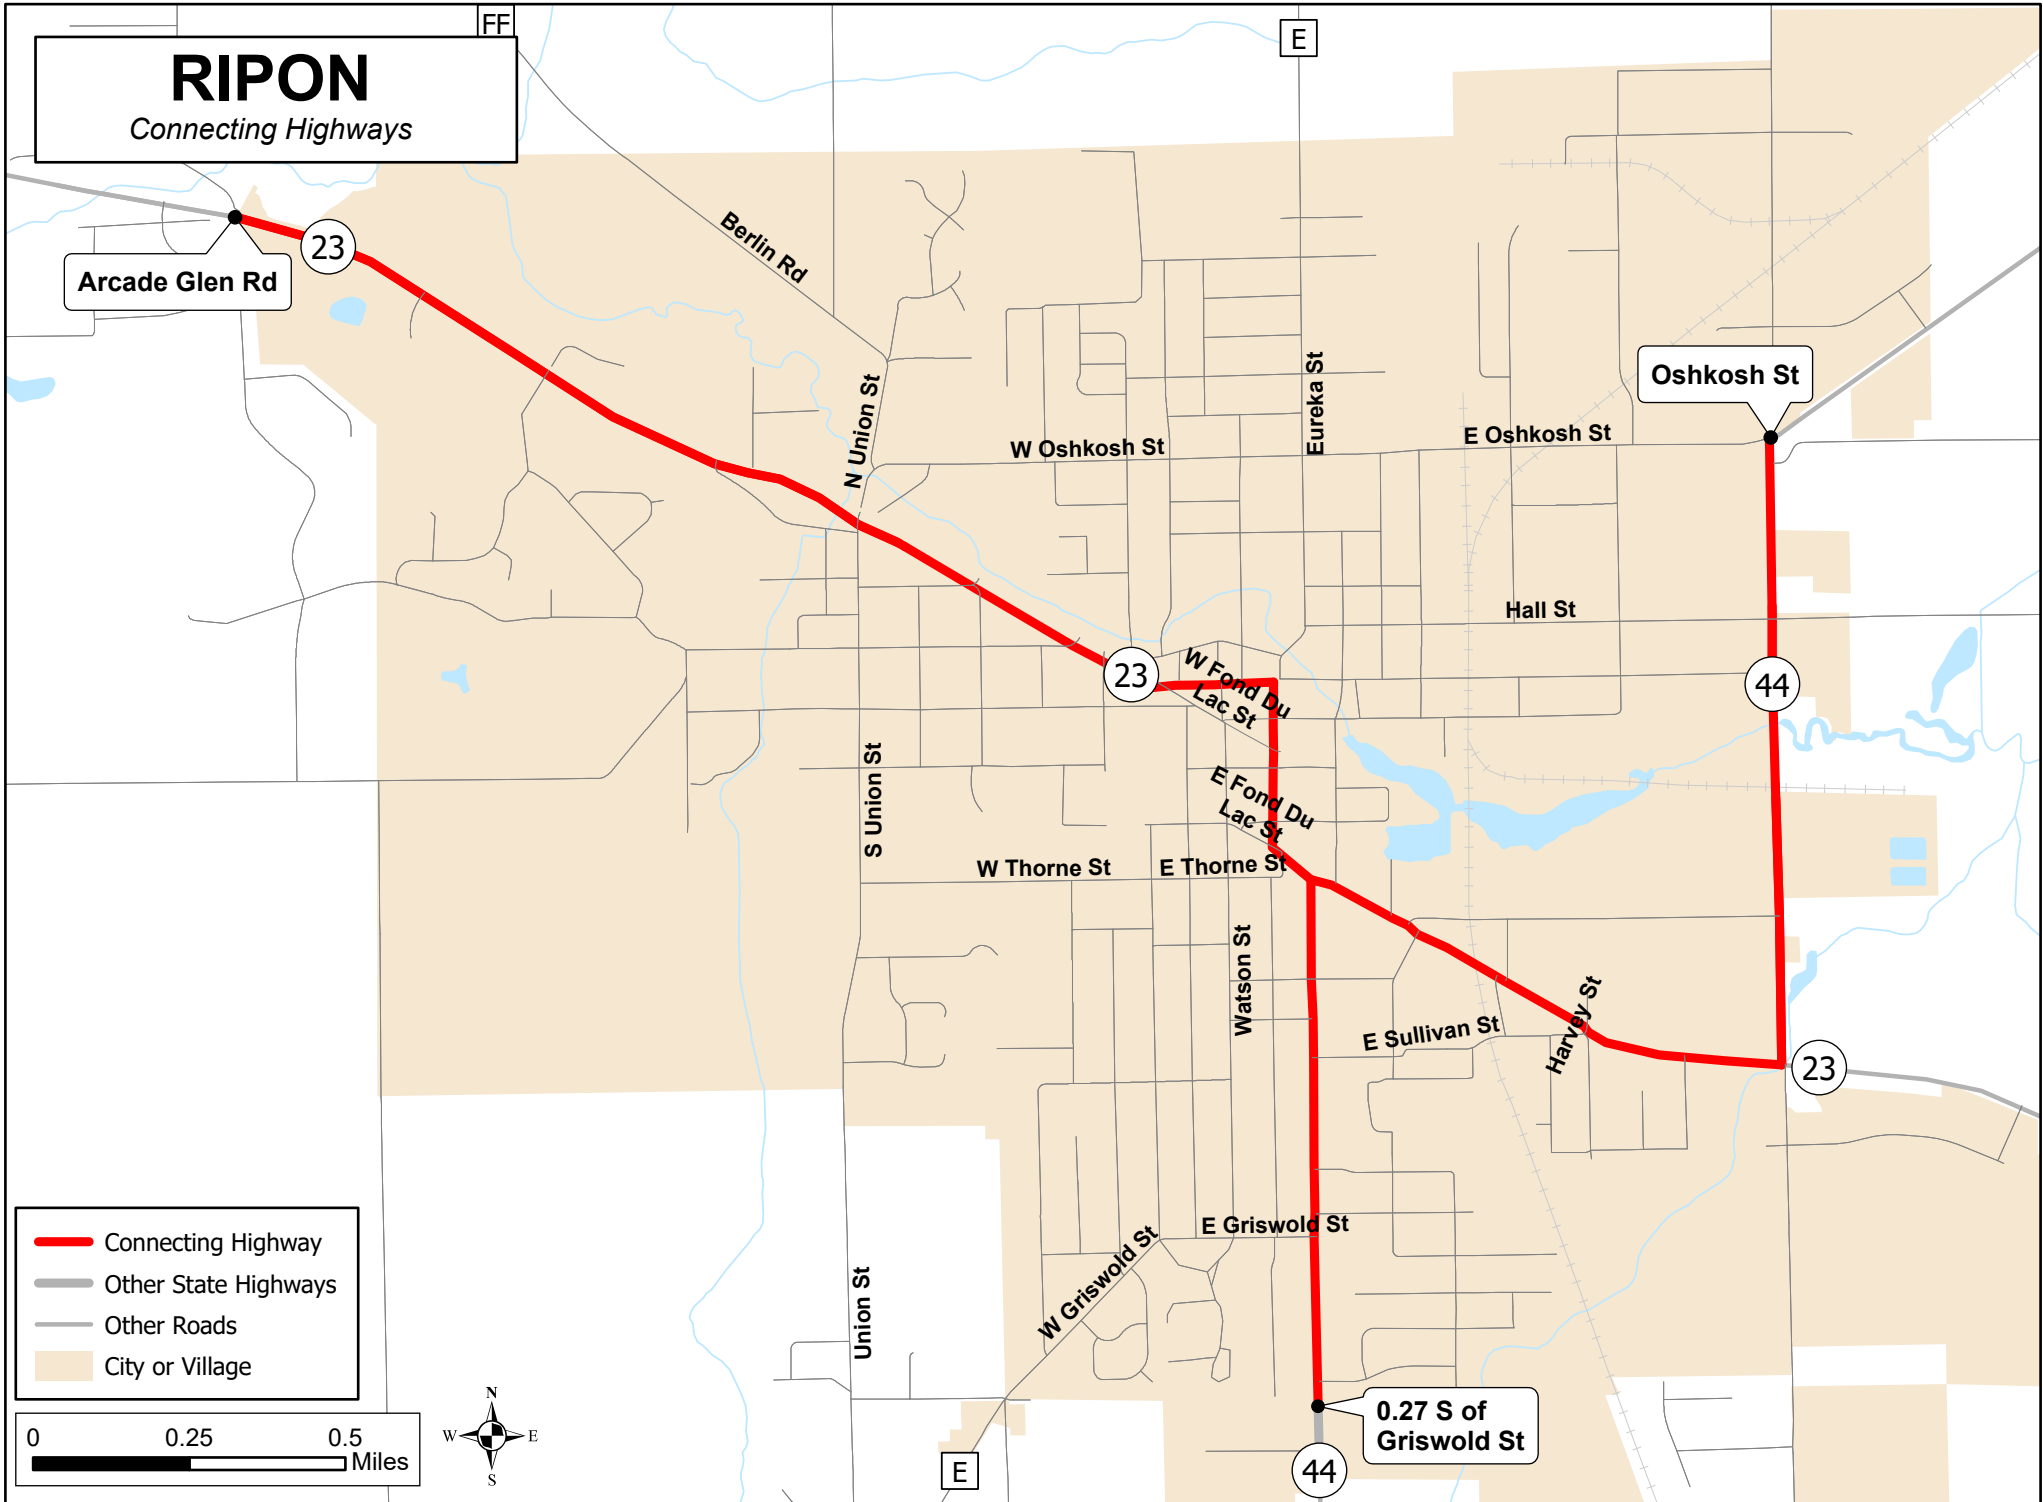 FF
E
RIPON
Connecting Highways
23
Arcade Glen Rd
Berlin Rd
N Union St
Eureka St
Oshkosh St
W Oshkosh St
E Oshkosh St
Hall St
23
W Fond Du
Lac St
44
S Union St
E Fond Du
Lac St
W Thorne St
E Thorne St
Watson St
Harvey St
E Sullivan St
23
E Griswold St
W Griswold St
Union St
Connecting Highway
Other State Highways
Other Roads
City or Village
0 0.25 0.5
Miles
N
W E
S
E
0.27 S of
Griswold St
44